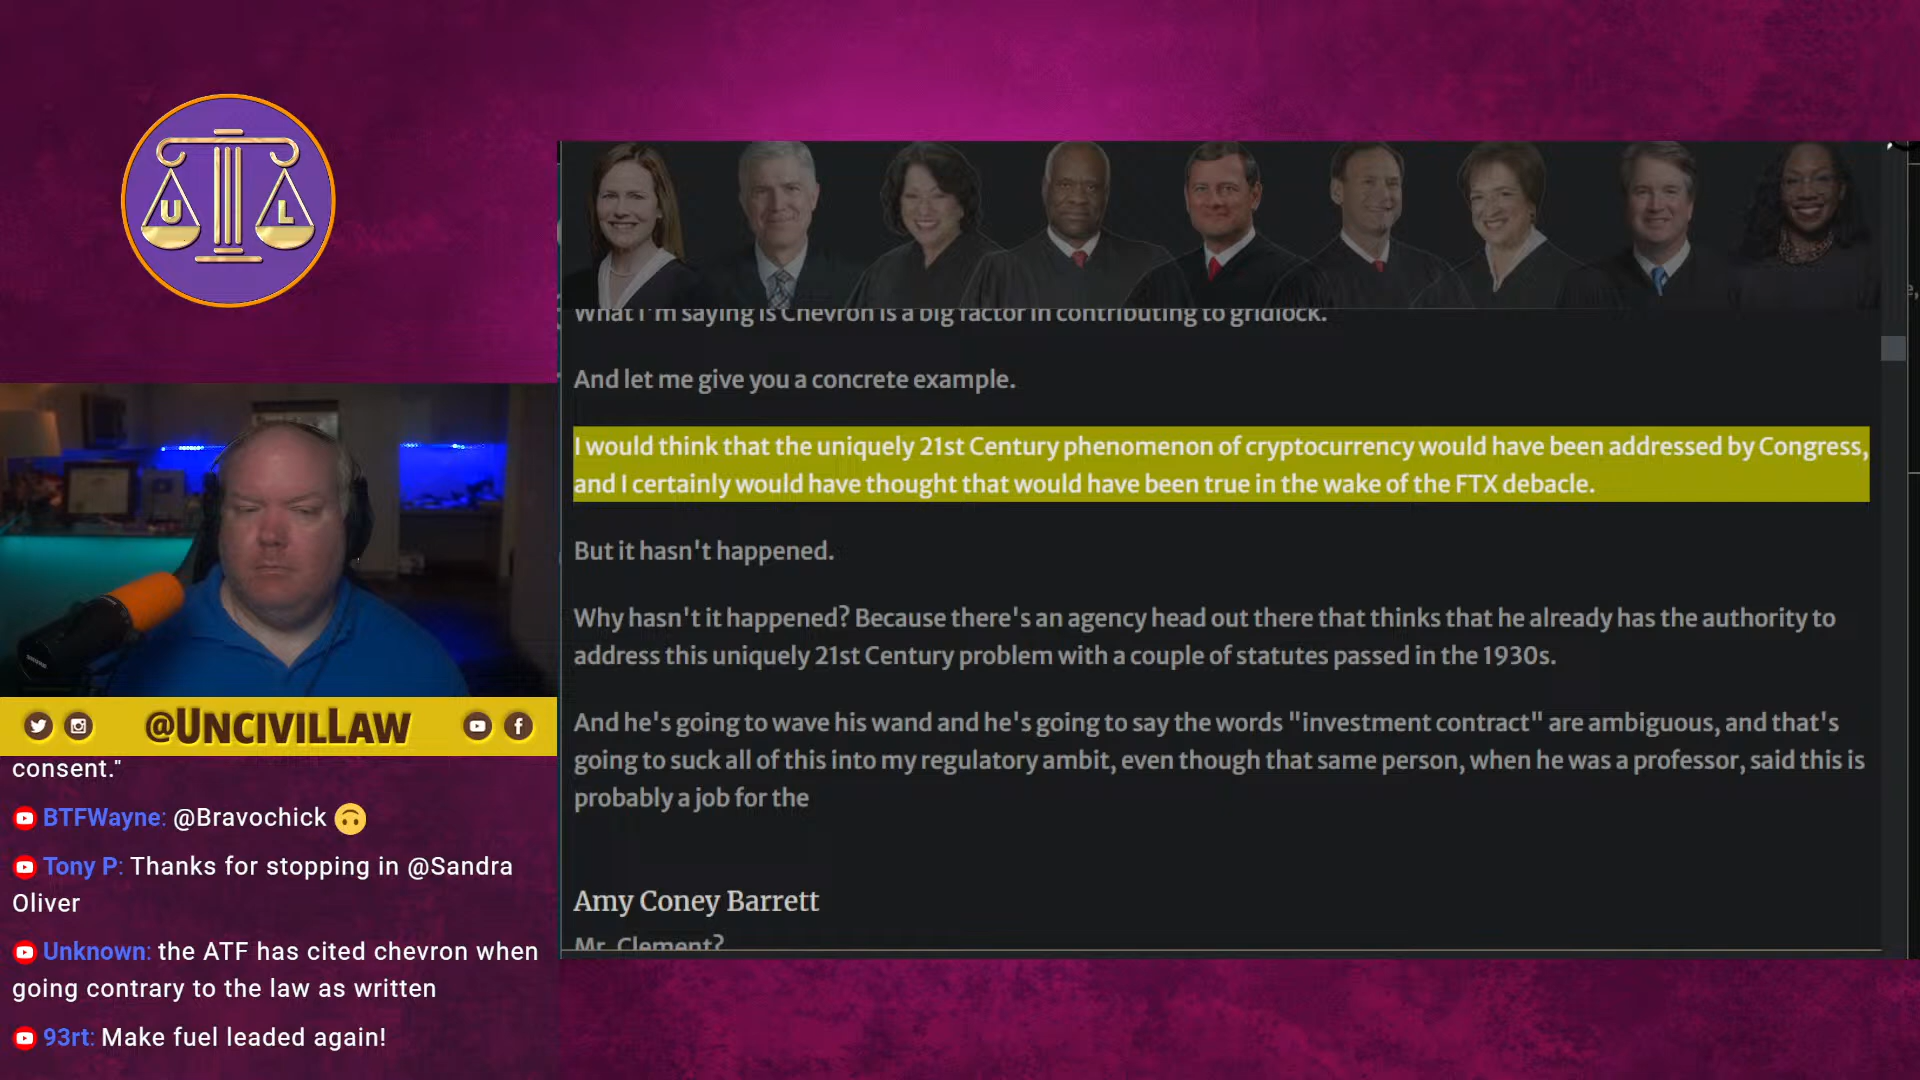 U L
What I'm saying is Chevron is a big factor in contributing to gridlock.
And let me give you a concrete example.
I would think that the uniquely 21st Century phenomenon of cryptocurrency would have been addressed by Congress,
and I certainly would have thought that would have been true in the wake of the FTX debacle.
But it hasn't happened.
Why hasn't it happened? Because there's an agency head out there that thinks that he already has the authority to
address this uniquely 21st Century problem with a couple of statutes passed in the 1930s.
And he's going to wave his wand and he's going to say the words "investment contract" are ambiguous, and that's
going to suck all of this into my regulatory ambit, even though that same person, when he was a professor, said this is
probably a job for the
Amy Coney Barrett
Mr. Clement?
@UNCIVILLAW
consent."
BTFWayne: @Bravochick
Tony P: Thanks for stopping in @Sandra
Oliver
Unknown: the ATF has cited chevron when
going contrary to the law as written
93rt: Make fuel leaded again!